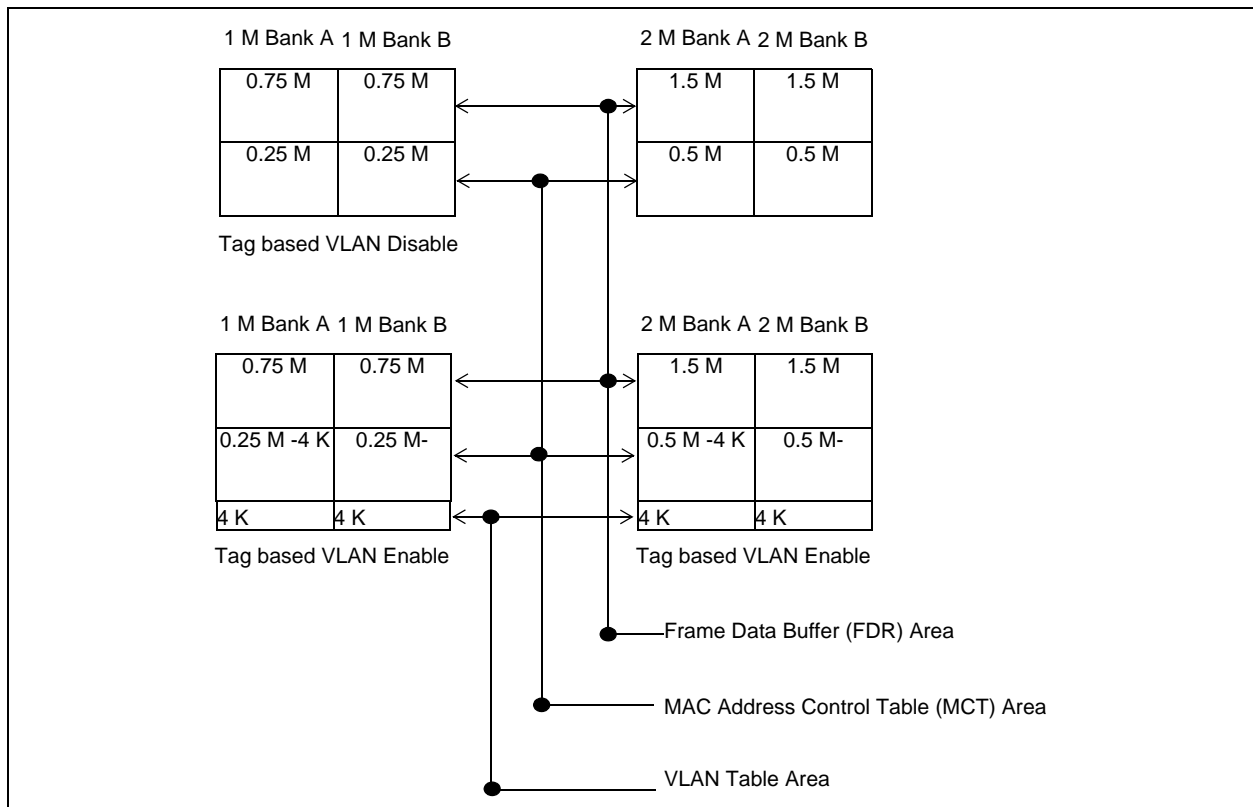 1 M Bank A 1 M Bank B
2 M Bank A 2 M Bank B
0.75 M 0.75 M
1.5 M 1.5 M
0.25 M 0.25 M
0.5 M 0.5 M
Tag based VLAN Disable
1 M Bank A 1 M Bank B
2 M Bank A 2 M Bank B
0.75 M 0.75 M
1.5 M 1.5 M
0.25 M -4 K 0.25 M-
0.5 M -4 K 0.5 M-
4 K 4 K
4 K 4 K
Tag based VLAN Enable
Tag based VLAN Enable
Frame Data Buffer (FDR) Area
MAC Address Control Table (MCT) Area
VLAN Table Area